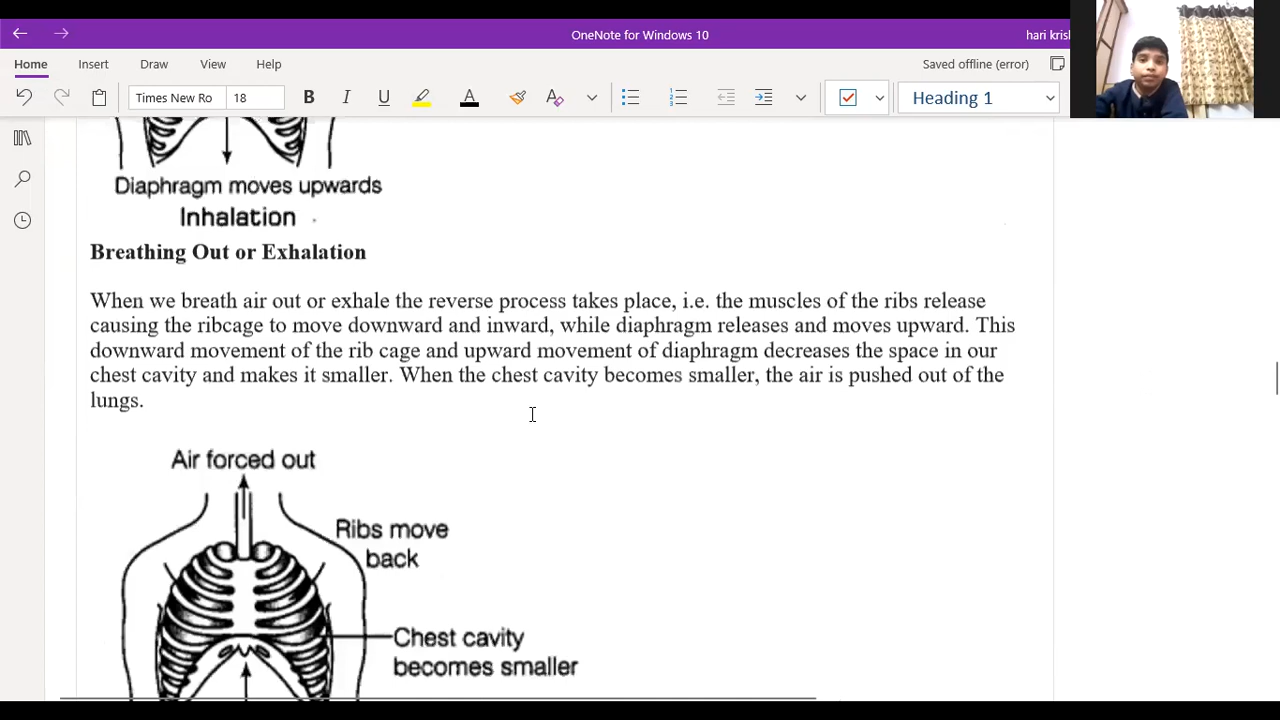 OneNote for Windows 10
hari krish
Home Insert Draw View Help
Saved offline (error)
Times New Ro 18 B I U A Heading 1
Diaphragm moves upwards
Inhalation
Breathing Out or Exhalation
When we breath air out or exhale the reverse process takes place, i.e. the muscles of the ribs release
causing the ribcage to move downward and inward, while diaphragm releases and moves upward. This
downward movement of the rib cage and upward movement of diaphragm decreases the space in our
chest cavity and makes it smaller. When the chest cavity becomes smaller, the air is pushed out of the
lungs.
Air forced out
Ribs move
back
Chest cavity
becomes smaller